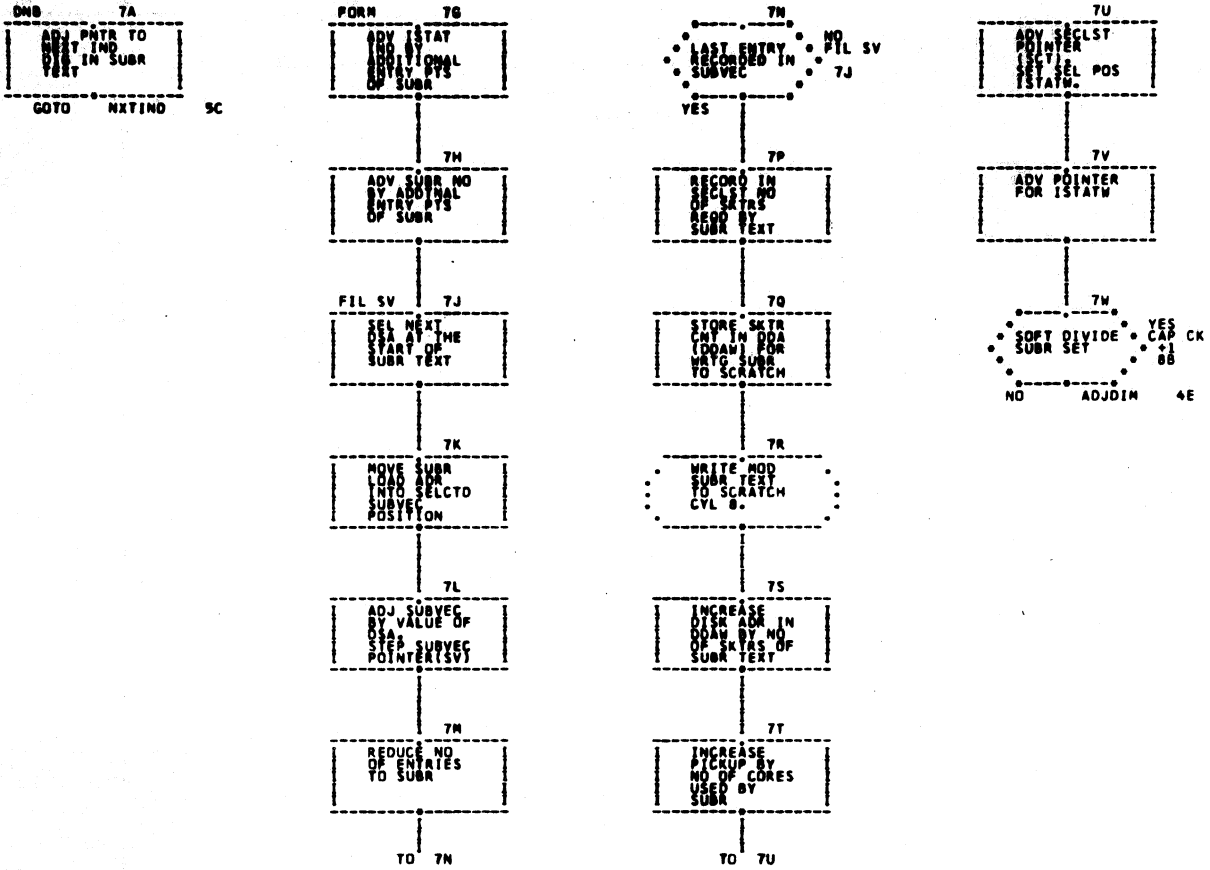 DNB 7A
ADJ PNTR TO
NEXT IND
DIG IN SUBR
TEXT
GOTO NXTIND 5C
FORM 7G
ADV ISTAT
IND BY
ADDITIONAL
ENTRY PTS
OF SUBR
7H
ADV SUBR NO
BY ADDTNAL
ENTRY PTS
OF SUBR
FIL SV 7J
SEL NEXT
DSA AT THE
START OF
SUBR TEXT
7K
MOVE SUBR
LOAD ADR
INTO SELCTD
SUBVEC
POSITION
7L
ADJ SUBVEC
BY VALUE OF
DSA.
STEP SUBVEC
POINTER(SV)
7M
REDUCE NO
OF ENTRIES
TO SUBR
TO 7N
7N
LAST ENTRY
RECORDED IN
SUBVEC
NO
FIL SV
7J
YES
7P
RECORD IN
SECLST NO
OF SKTRS
REQD BY
SUBR TEXT
7Q
STORE SKTR
CNT IN DDA
(DDAW) FOR
WRTG SUBR
TO SCRATCH
7R
WRITE MOD
SUBR TEXT
TO SCRATCH
CYL 8.
7S
INCREASE
DISK ADR IN
DDAW BY NO
OF SKTRS OF
SUBR TEXT
7T
INCREASE
PICKUP BY
NO OF CORES
USED BY
SUBR
TO 7U
7U
ADV SECLST
POINTER
(SCT).
SET SEL POS
ISTATW.
7V
ADV POINTER
FOR ISTATW
7W
SOFT DIVIDE
SUBR SET
YES
CAP CK
+1
8B
NO ADJDIM 4E